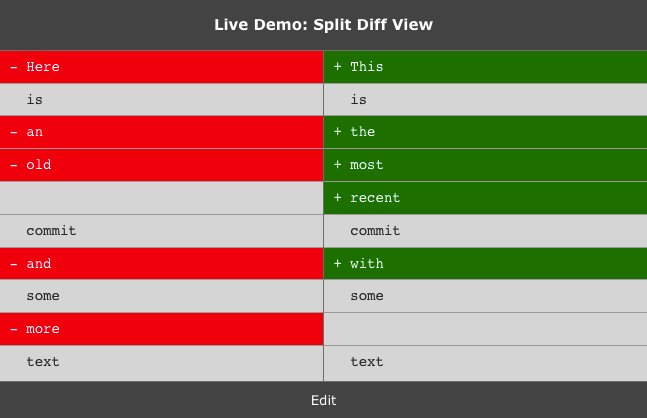 Live Demo: Split Diff View
– Here + This
is is
– an + the
– old + most
+ recent
commit commit
– and + with
some some
– more
text text
Edit